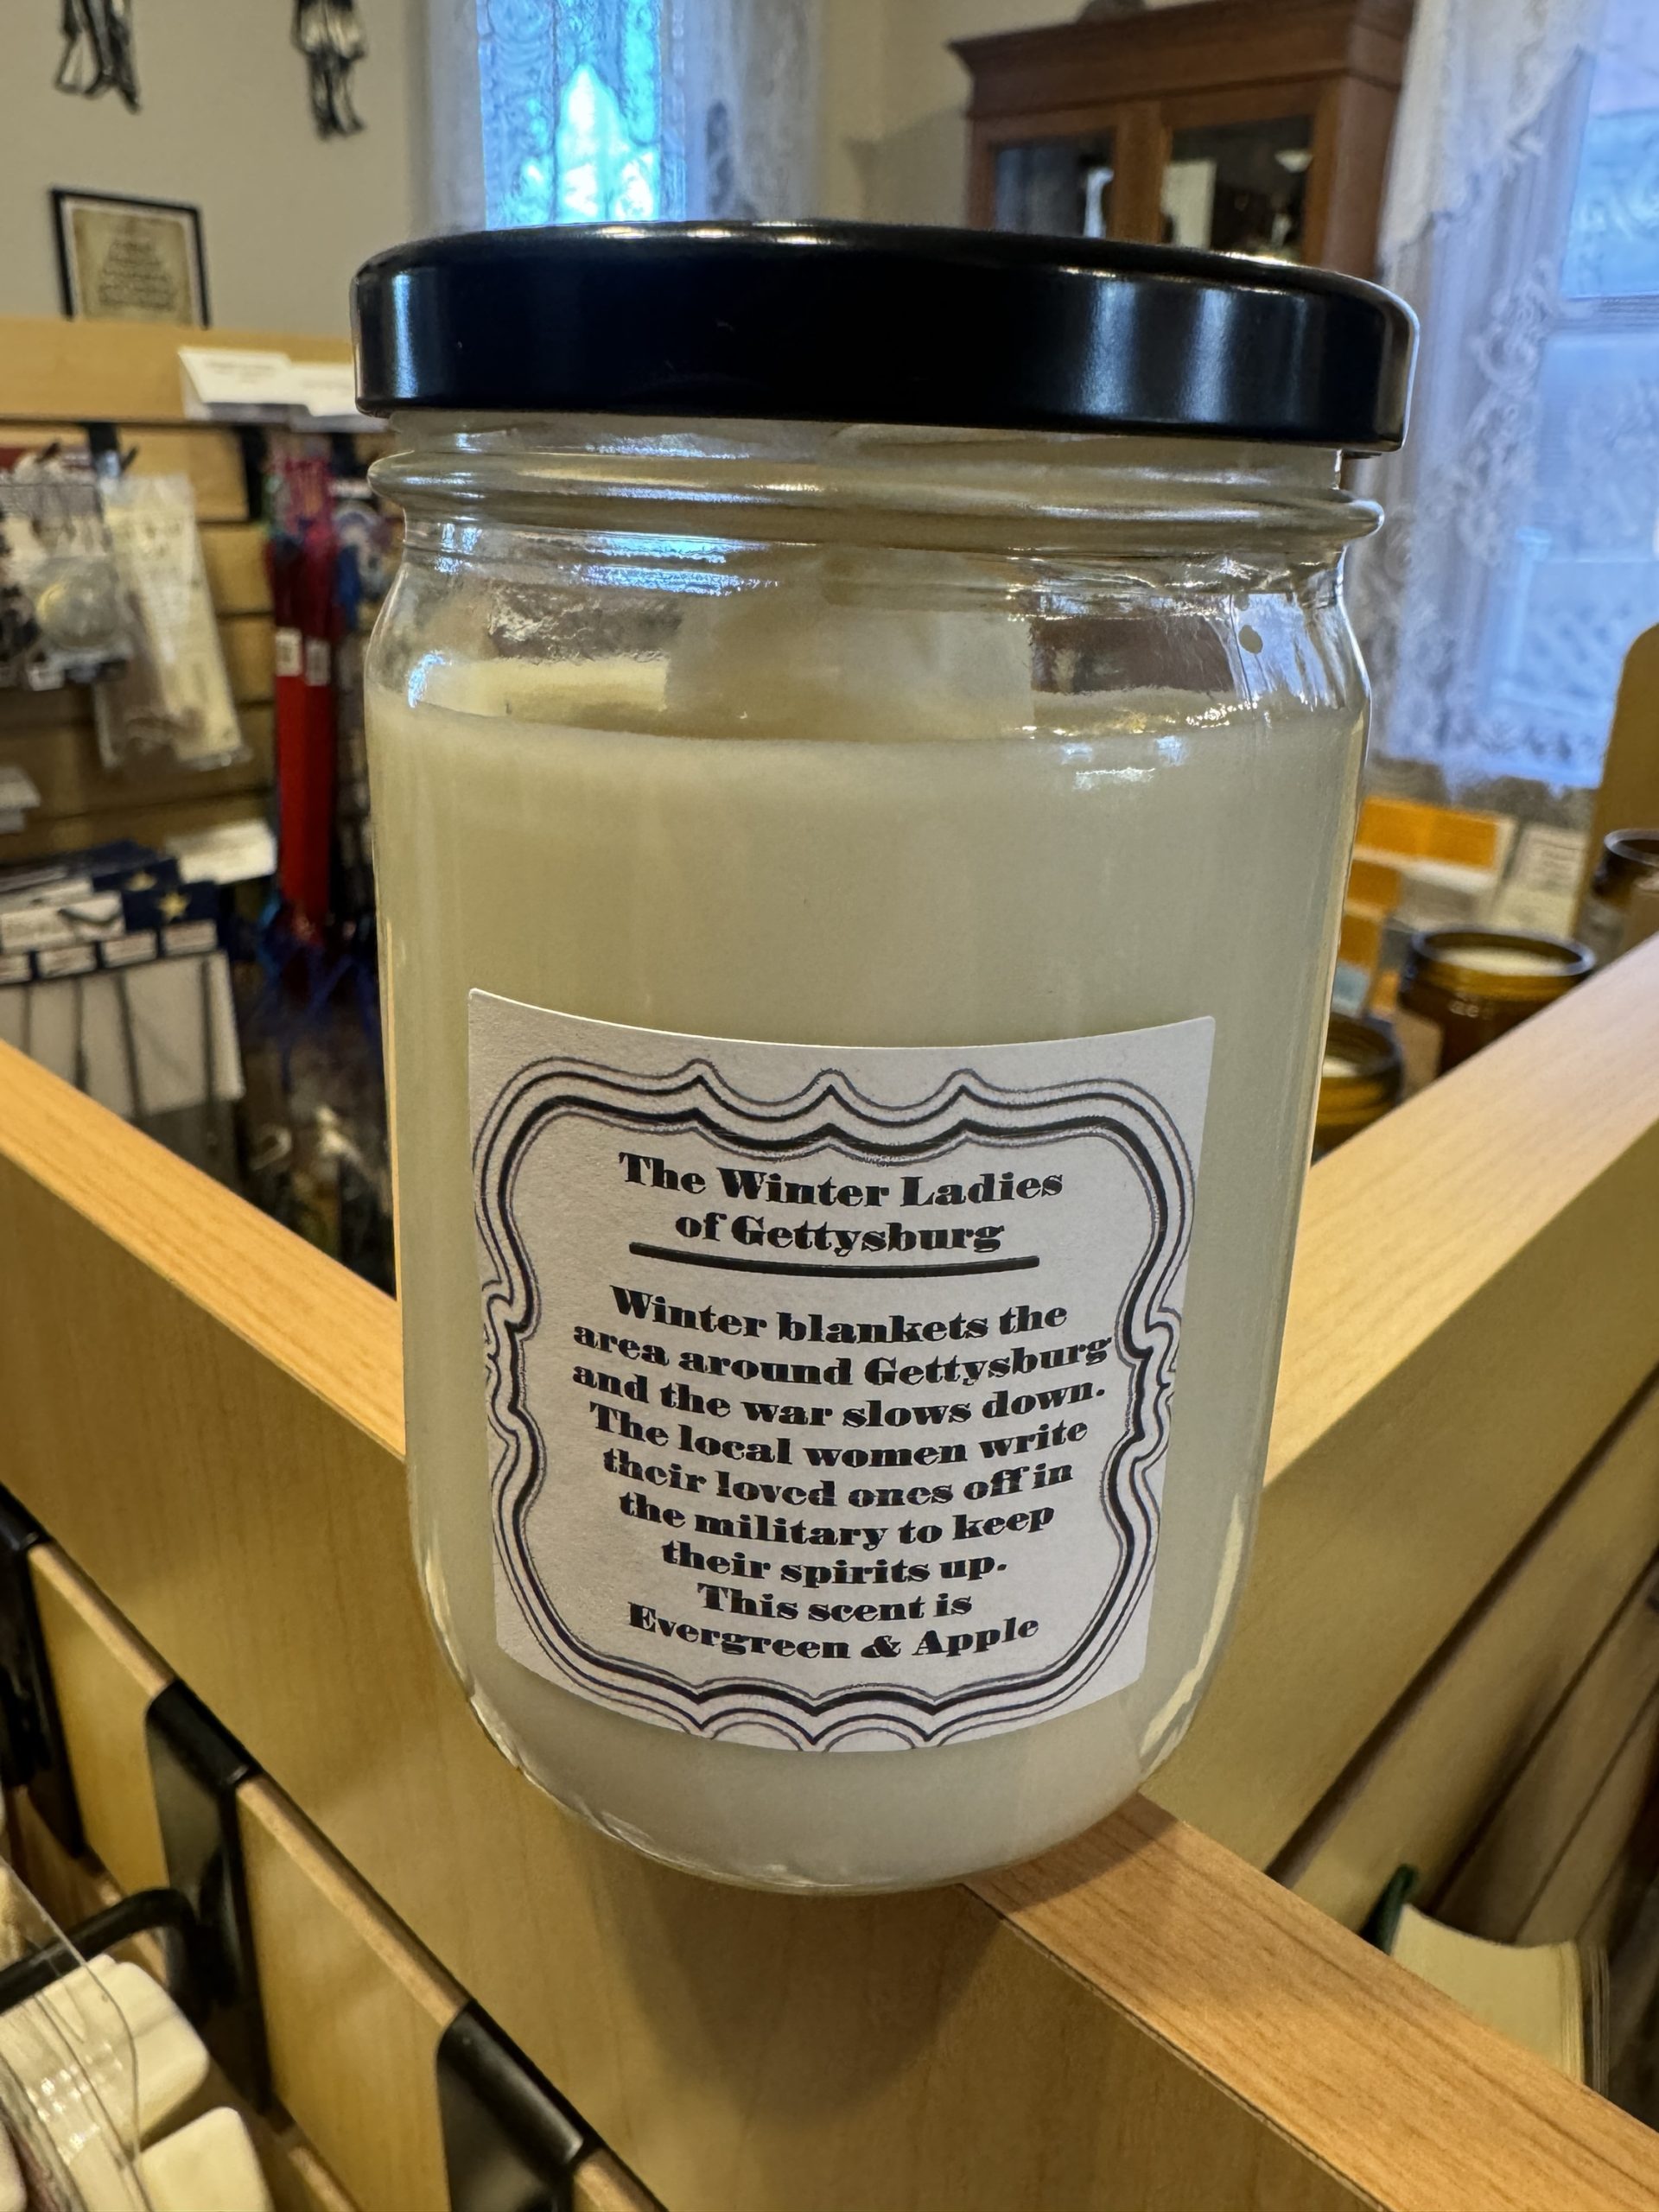 The Winter Ladies
of Gettysburg
Winter blankets the
area around Gettysburg
and the war slows down.
The local women write
their loved ones off in
the military to keep
their spirits up.
This scent is
Evergreen & Apple